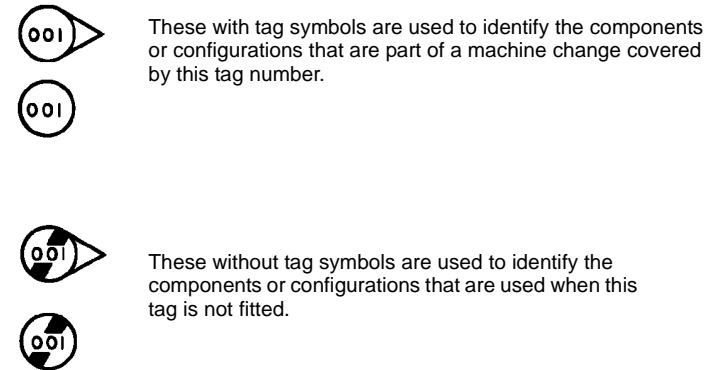 001
These with tag symbols are used to identify the components
or configurations that are part of a machine change covered
by this tag number.
001
001
These without tag symbols are used to identify the
components or configurations that are used when this
tag is not fitted.
001